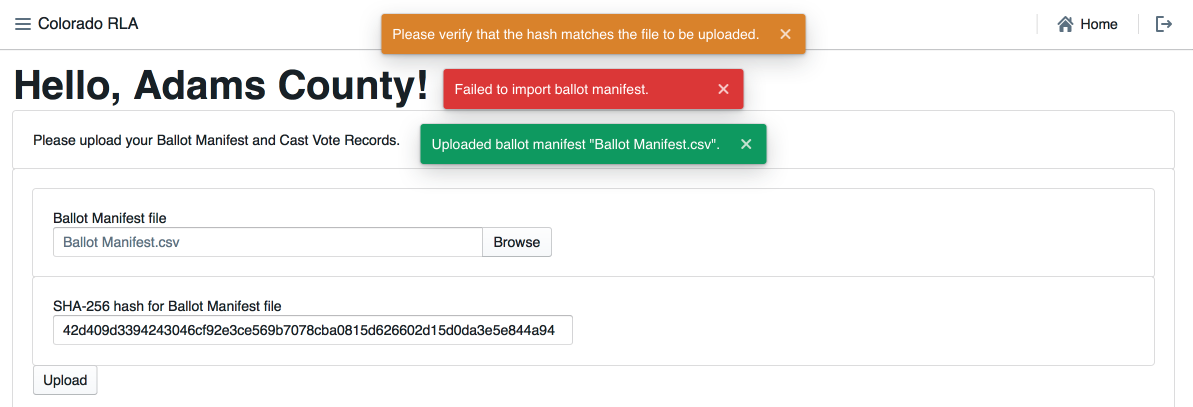 Colorado RLA
Please verify that the hash matches the file to be uploaded.
Home
Hello, Adams County!
Failed to import ballot manifest.
Please upload your Ballot Manifest and Cast Vote Records.
Uploaded ballot manifest "Ballot Manifest.csv".
Ballot Manifest file
Ballot Manifest.csv
Browse
SHA-256 hash for Ballot Manifest file
42d409d3394243046cf92e3ce569b7078cba0815d626602d15d0da3e5e844a94
Upload